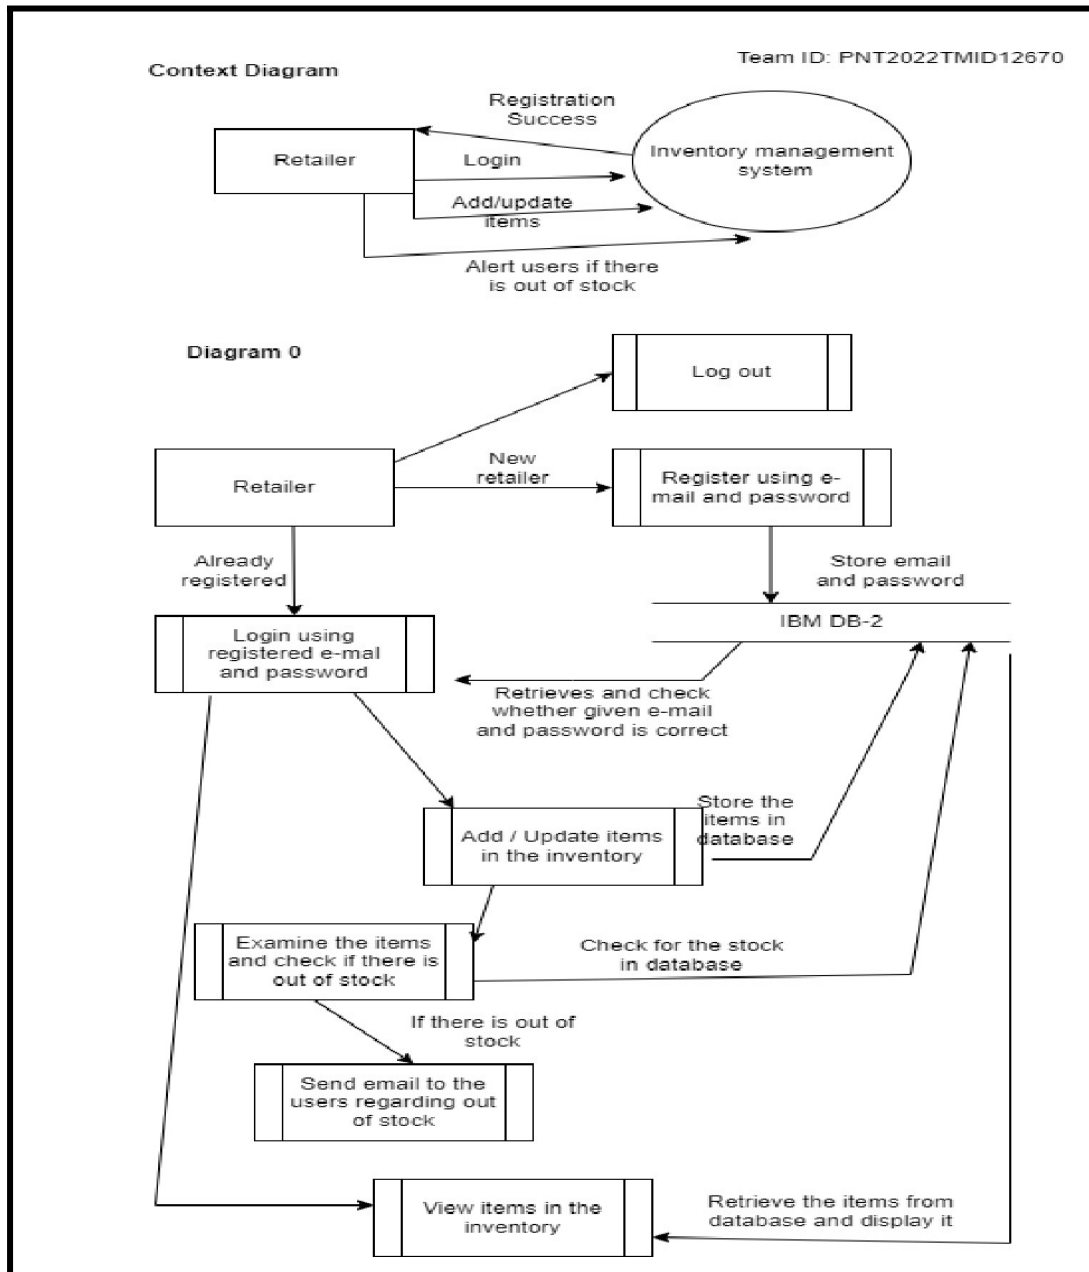 Team ID: PNT2022TMID12670
Context Diagram
Registration
Success
Retailer
Login
Inventory management
system
Add/update
items
Alert users if there
is out of stock
Diagram 0
Log out
Retailer
New
retailer
Register using e-
mail and password
Already
registered
Store email
and password
Login using
registered e-mal
and password
IBM DB-2
Retrieves and check
whether given e-mail
and password is correct
Store the
items in
database
Add / Update items
in the inventory
Examine the items
and check if there is
out of stock
Check for the stock
in database
If there is out of
stock
Send email to the
users regarding out
of stock
View items in the
inventory
Retrieve the items from
database and display it